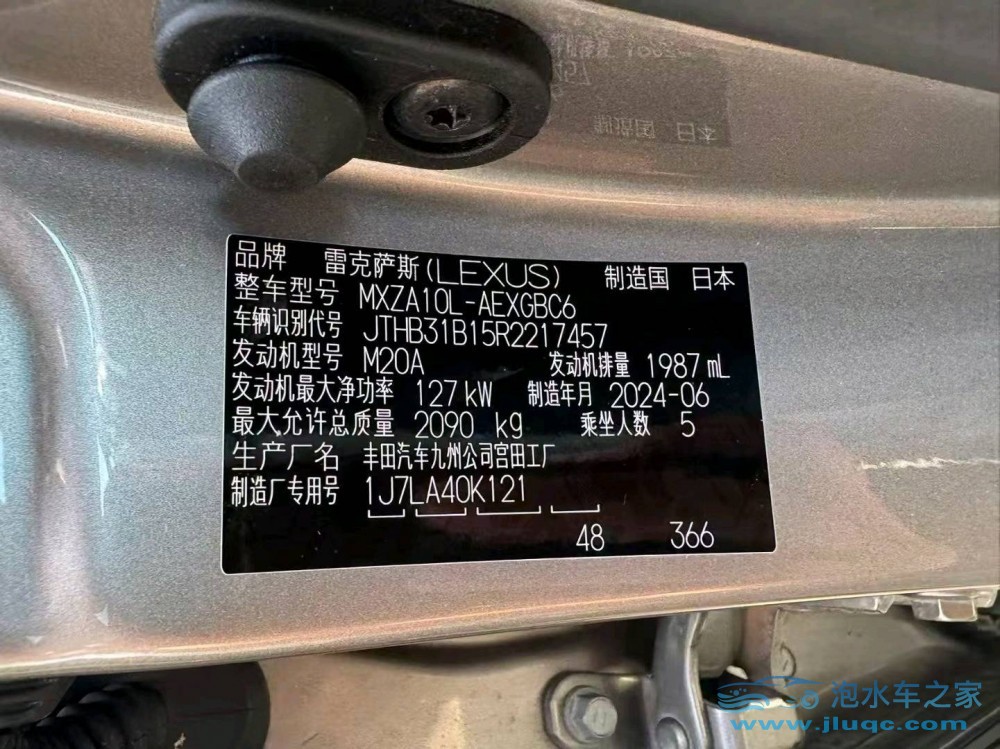 品牌 雷克萨斯(LEXUS) 制造国 日本
整车型号 MXZA10L-AEXGBC6
车辆识别代号 JTHB31B15R2217457
发动机型号 M20A 发动机排量 1987 mL
发动机最大净功率 127 kW 制造年月 2024-06
最大允许总质量 2090 kg 乘坐人数 5
生产厂名 丰田汽车九州公司宫田工厂
制造厂专用号 1J7LA40K121
48 366
泡水车之家
www.jluqc.com